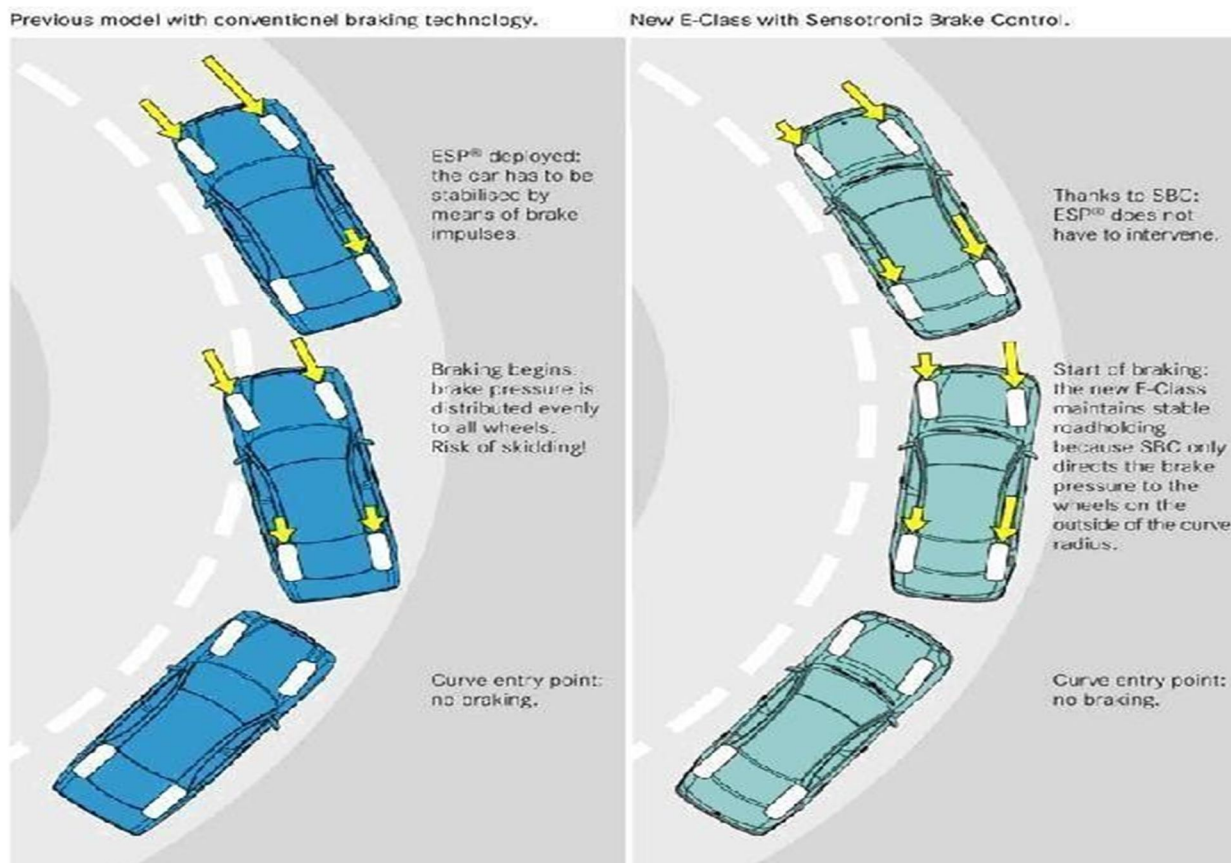 Previous model with conventionel braking technology.
ESP® deployed:
the car has to be
stabilised by
means of brake
impulses.
Braking begins:
brake pressure is
distributed evenly
to all wheels.
Risk of skidding!
Curve entry point:
no braking.
New E-Class with Sensotronic Brake Control.
Thanks to SBC:
ESP® does not
have to intervene.
Start of braking:
the new E-Class
maintains stable
roadholding
because SBC only
directs the brake
pressure to the
wheels on the
outside of the curve
radius.
Curve entry point:
no braking.